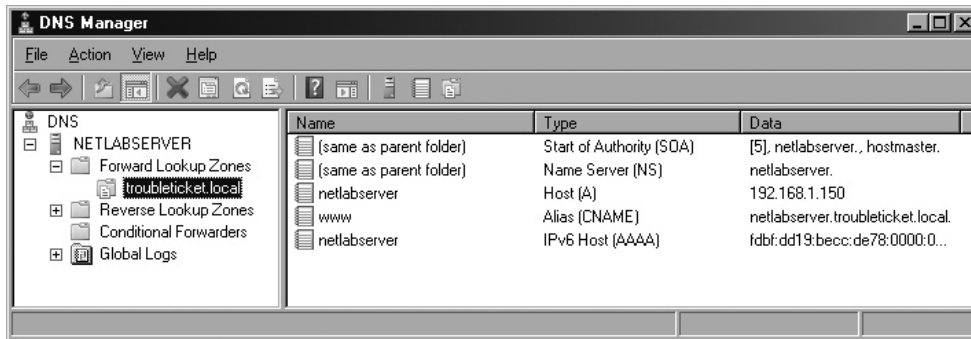 DNS Manager
File Action View Help
DNS
NETLABSERVER
Forward Lookup Zones
troubleticket.local
Reverse Lookup Zones
Conditional Forwarders
Global Logs
Name Type Data
(same as parent folder) Start of Authority (SOA) [5], netlabserver., hostmaster.
(same as parent folder) Name Server (NS) netlabserver.
netlabserver Host (A) 192.168.1.150
www Alias (CNAME) netlabserver.troubleticket.local.
netlabserver IPv6 Host (AAAA) fdbf:dd19:becc:de78:0000:0...